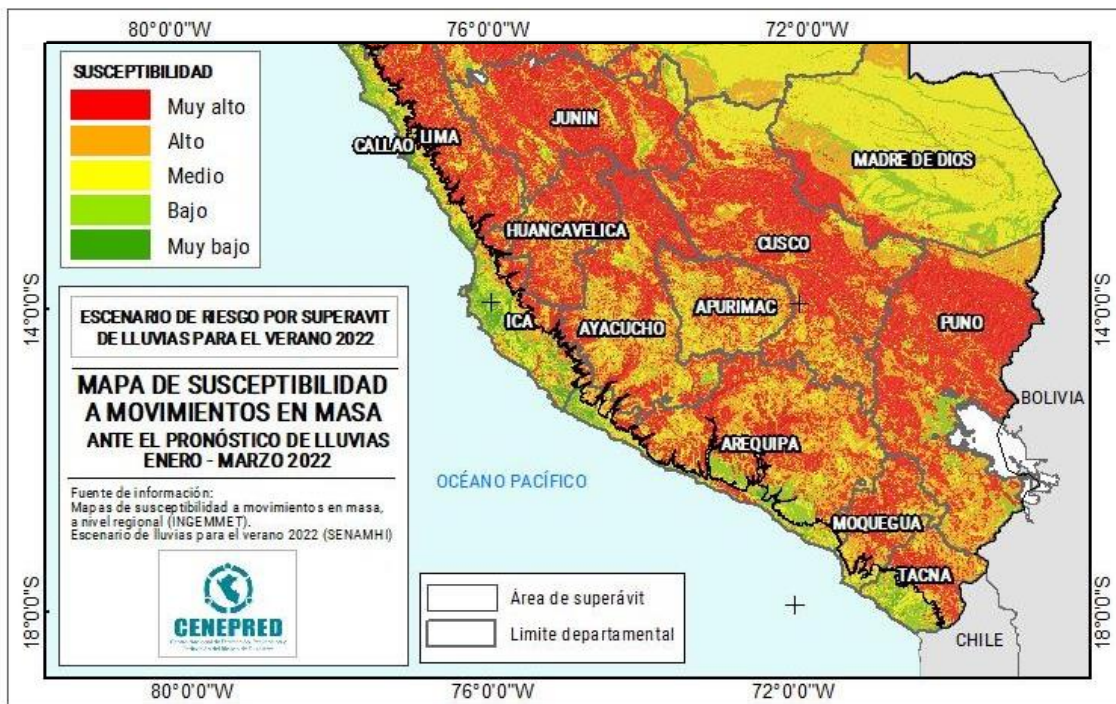 80°0'0"W 76°0'0"W 72°0'0"W
SUSCEPTIBILIDAD
Muy alto
Alto
Medio
Bajo
Muy bajo
JUNIN
LIMA
CALLAO
MADRE DE DIOS
HUANCAVELICA
CUSCO
APURIMAC
ICA
AYACUCHO
PUNO
BOLIVIA
AREQUIPA
OCÉANO PACÍFICO
MOQUEGUA
TACNA
CHILE
14°0'0"S
14°0'0"S
18°0'0"S
18°0'0"S
ESCENARIO DE RIESGO POR SUPERAVIT
DE LLUVIAS PARA EL VERANO 2022
MAPA DE SUSCEPTIBILIDAD
A MOVIMIENTOS EN MASA
ANTE EL PRONÓSTICO DE LLUVIAS
ENERO - MARZO 2022
Fuente de información:
Mapas de susceptibilidad a movimientos en masa,
a nivel regional (INGEMMET).
Escenario de lluvias para el verano 2022 (SENAMHI)
CENEPRED
Área de superávit
Limite departamental
80°0'0"W 76°0'0"W 72°0'0"W